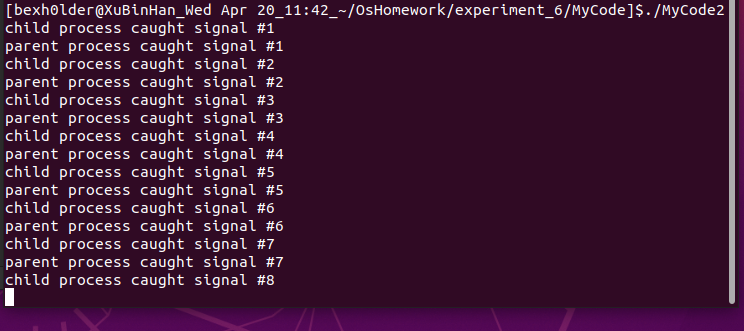 [bexh0lder@XuBinHan_Wed Apr 20_11:42_~/OsHomework/experiment_6/MyCode]$./MyCode2
child process caught signal #1
parent process caught signal #1
child process caught signal #2
parent process caught signal #2
child process caught signal #3
parent process caught signal #3
child process caught signal #4
parent process caught signal #4
child process caught signal #5
parent process caught signal #5
child process caught signal #6
parent process caught signal #6
child process caught signal #7
parent process caught signal #7
child process caught signal #8